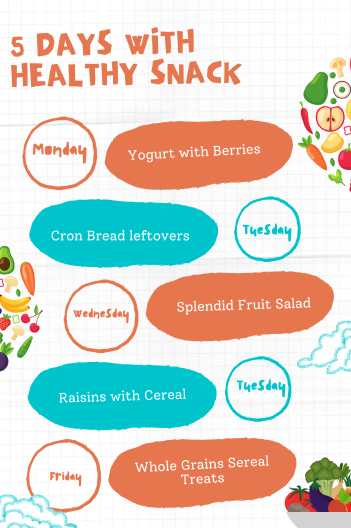 5 DAYS WiTH
HEALTHY SNACK
Monday
Yogurt with Berries
Cron Bread leftovers
TUeSday
WedNeSday
Splendid Fruit Salad
Raisins with Cereal
TUeSday
Friday
Whole Grains Sereal
Treats